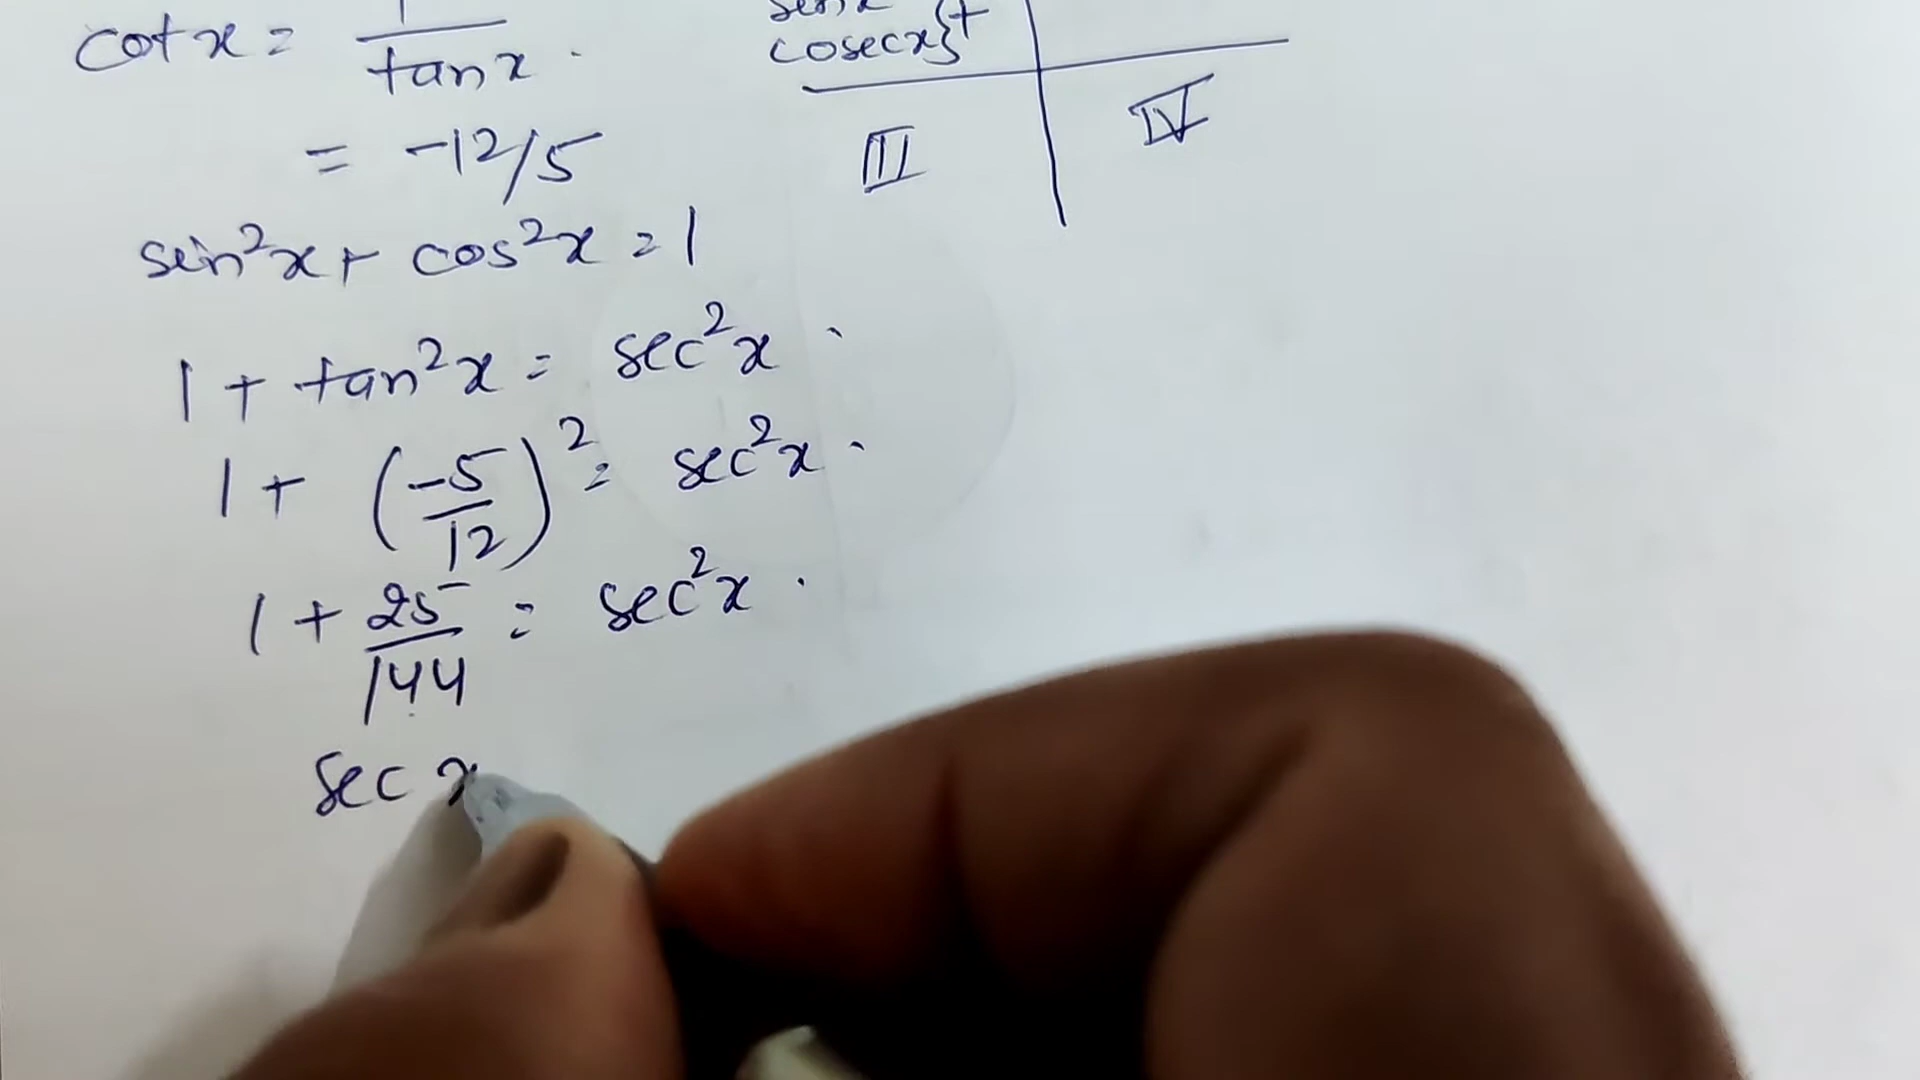 cot x = 1/tan x .
= -12/5
sin²x + cos²x = 1
1 + tan²x = sec²x .
1 + (-5/12)² = sec²x .
1 + 25/144 = sec²x .
sec x
sin x
cosec x } +
III
IV